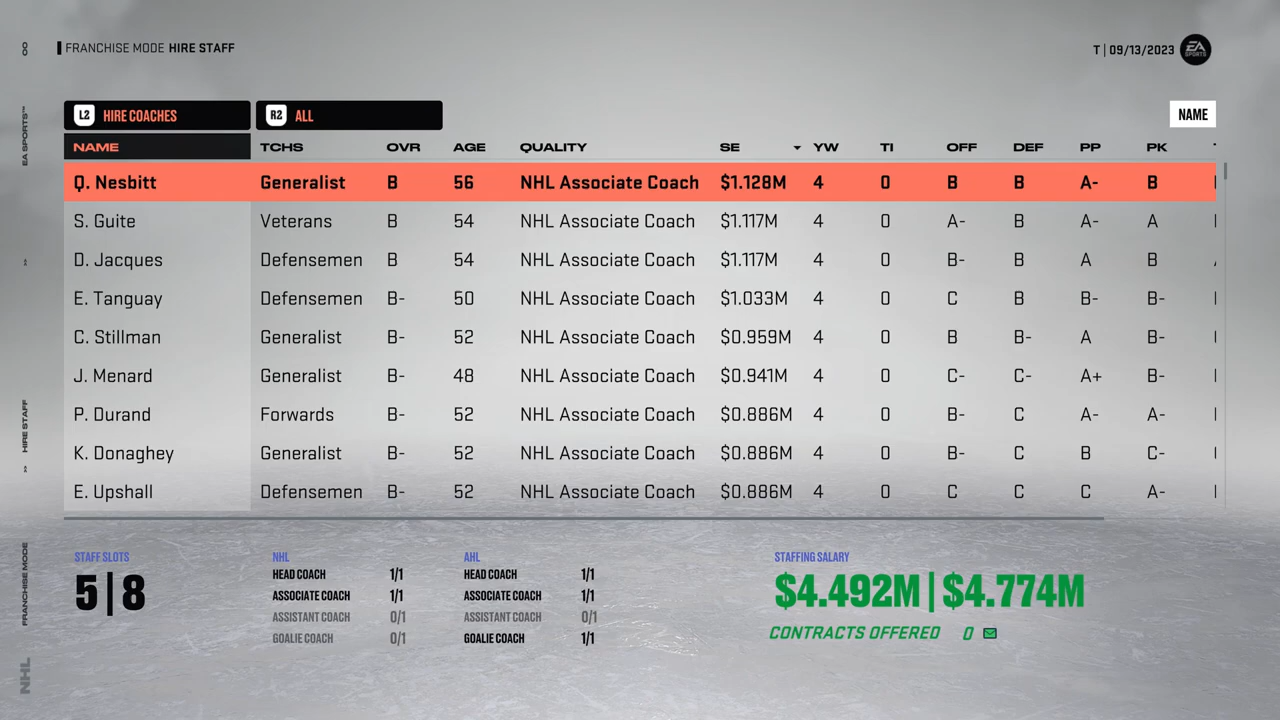 FRANCHISE MODE HIRE STAFF
T | 09/13/2023
EA SPORTS
L2 HIRE COACHES R2 ALL NAME
NAME TCHS OVR AGE QUALITY SE YW TI OFF DEF PP PK
Q. Nesbitt Generalist B 56 NHL Associate Coach $1.128M 4 0 B B A- B
S. Guite Veterans B 54 NHL Associate Coach $1.117M 4 0 A- B A- A
D. Jacques Defensemen B 54 NHL Associate Coach $1.117M 4 0 B- B A B
E. Tanguay Defensemen B- 50 NHL Associate Coach $1.033M 4 0 C B B- B-
C. Stillman Generalist B- 52 NHL Associate Coach $0.959M 4 0 B B- A B-
J. Menard Generalist B- 48 NHL Associate Coach $0.941M 4 0 C- C- A+ B-
P. Durand Forwards B- 52 NHL Associate Coach $0.886M 4 0 B- C A- A-
K. Donaghey Generalist B- 52 NHL Associate Coach $0.886M 4 0 B- C B C-
E. Upshall Defensemen B- 52 NHL Associate Coach $0.886M 4 0 C C C A-
STAFF SLOTS
5|8
NHL
HEAD COACH 1/1
ASSOCIATE COACH 1/1
ASSISTANT COACH 0/1
GOALIE COACH 0/1
AHL
HEAD COACH 1/1
ASSOCIATE COACH 1/1
ASSISTANT COACH 0/1
GOALIE COACH 1/1
STAFFING SALARY
$4.492M|$4.774M
CONTRACTS OFFERED 0
EA SPORTS™
HIRE STAFF
FRANCHISE MODE
NHL